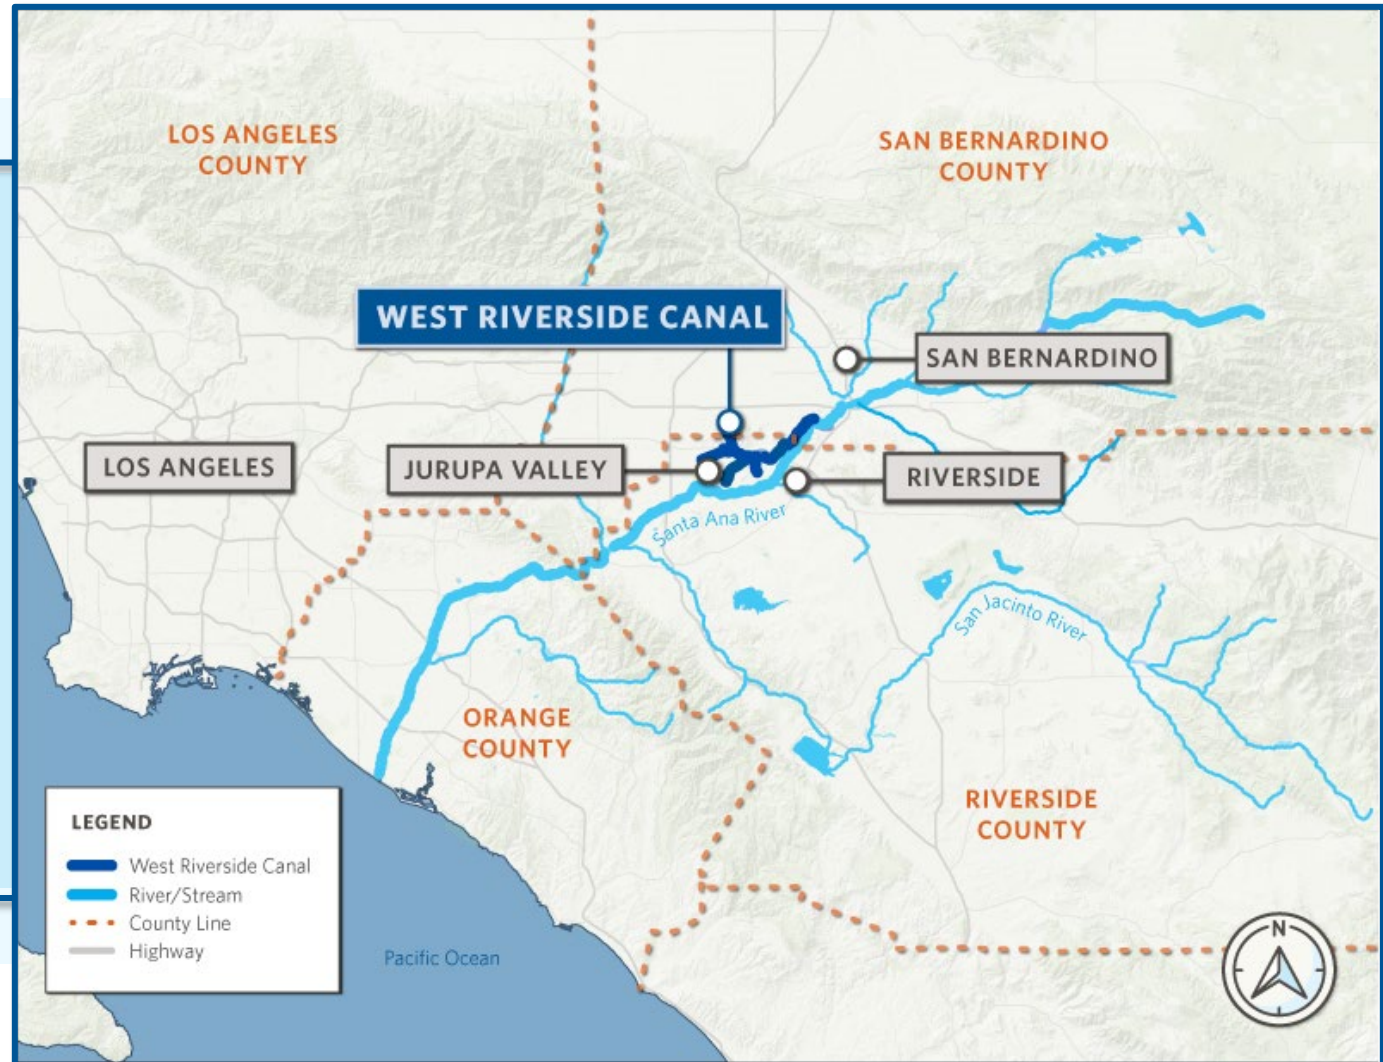 LOS ANGELES
COUNTY
SAN BERNARDINO
COUNTY
WEST RIVERSIDE CANAL
SAN BERNARDINO
LOS ANGELES
JURUPA VALLEY
RIVERSIDE
Santa Ana River
San Jacinto River
ORANGE
COUNTY
RIVERSIDE
COUNTY
LEGEND
West Riverside Canal
River/Stream
County Line
Highway
Pacific Ocean
N